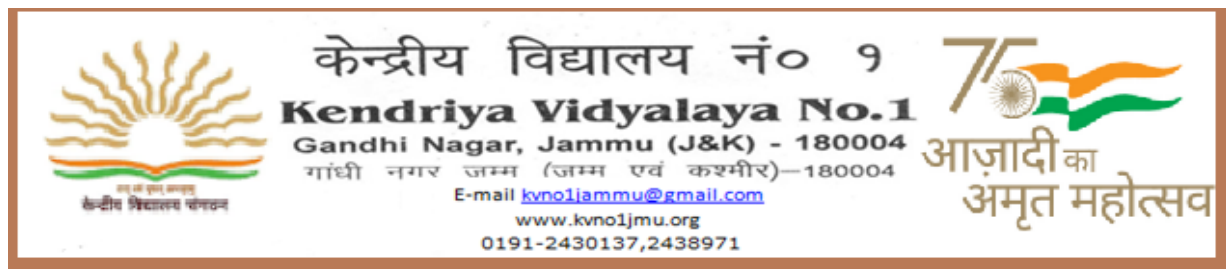 केन्द्रीय विद्यालय नं० १
Kendriya Vidyalaya No.1
Gandhi Nagar, Jammu (J&K) - 180004
गांधी नगर जम्म (जम्म एवं कश्मीर)–180004
E-mail kvno1jammu@gmail.com
www.kvno1jmu.org
0191-2430137,2438971
केन्द्रीय विद्यालय संगठन
75
आज़ादी का
अमृत महोत्सव